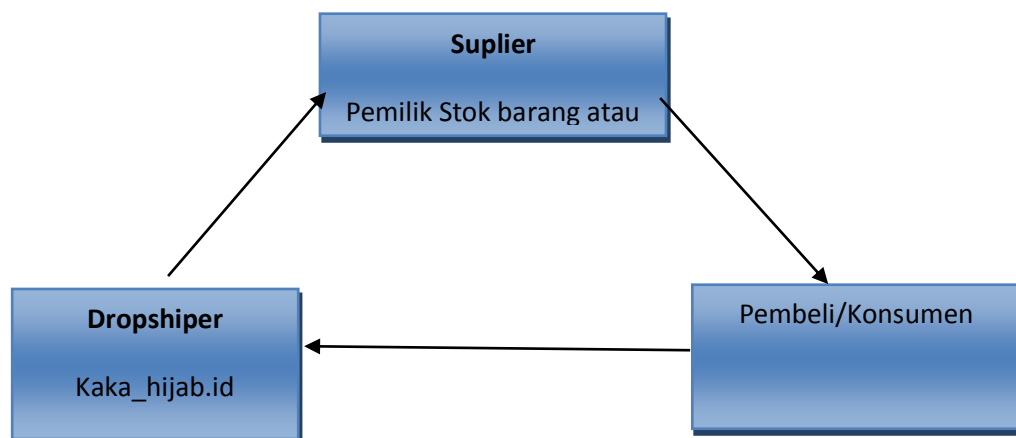 Suplier
Pemilik Stok barang atau
Dropshiper
Kaka_hijab.id
Pembeli/Konsumen